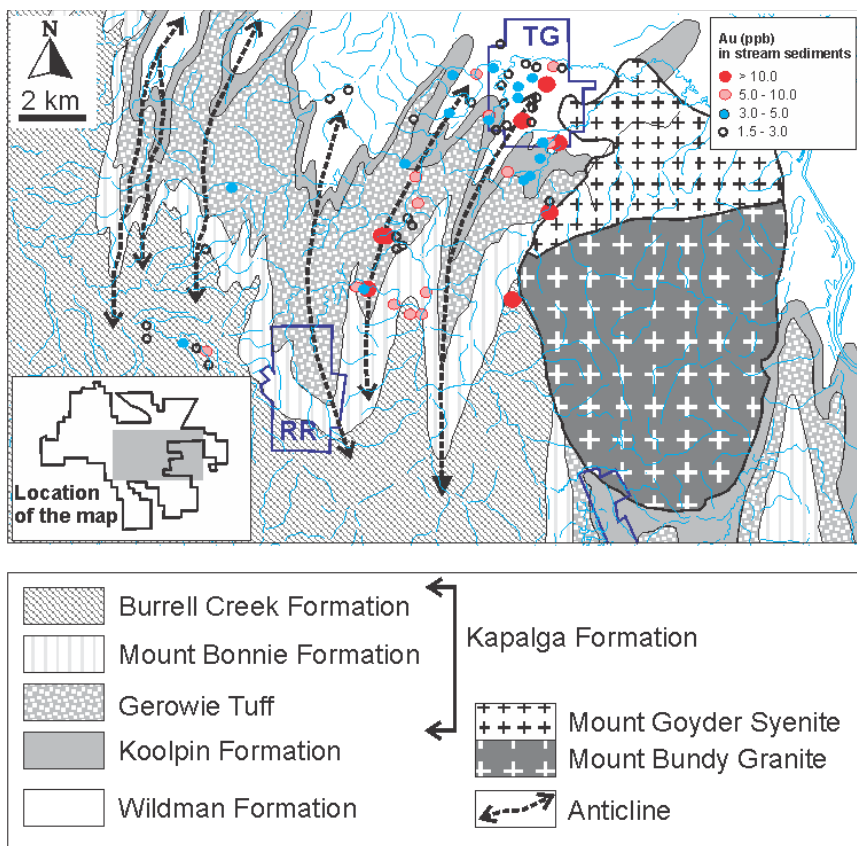 N
2 km
TG
Au (ppb)
in stream sediments
> 10.0
5.0 - 10.0
3.0 - 5.0
1.5 - 3.0
RR
Location
of the map
Burrell Creek Formation
Mount Bonnie Formation
Gerowie Tuff
Koolpin Formation
Wildman Formation
Kapalga Formation
Mount Goyder Syenite
Mount Bundy Granite
Anticline